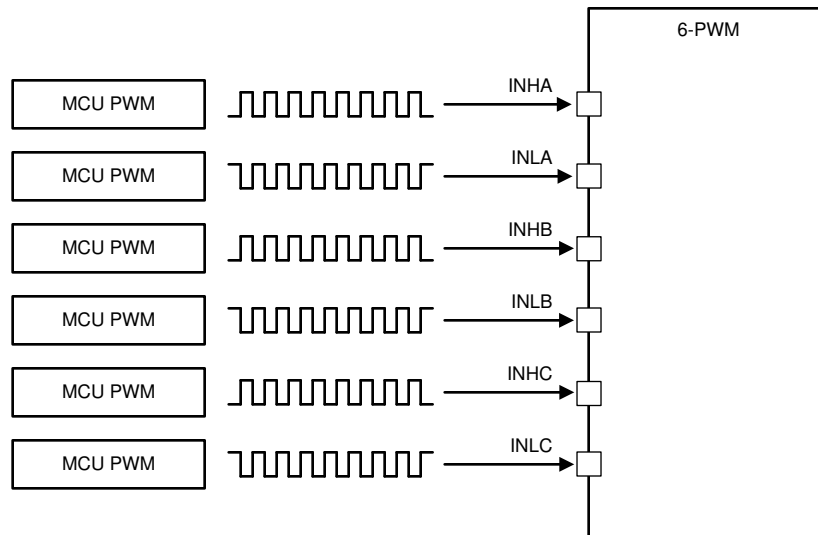 6-PWM
MCU PWM INHA
MCU PWM INLA
MCU PWM INHB
MCU PWM INLB
MCU PWM INHC
MCU PWM INLC